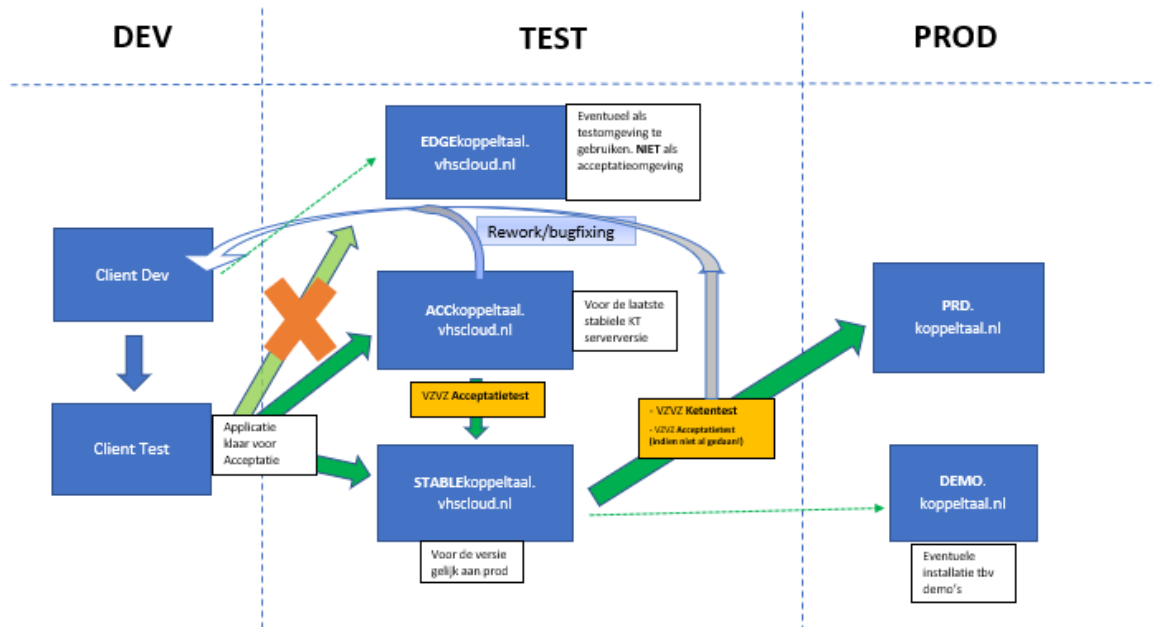 DEV
TEST
PROD
EDGEkoppeltaal.
vhscloud.nl
Eventueel als
testomgeving te
gebruiken. NIET als
acceptatieomgeving
Rework/bugfixing
Client Dev
ACCkoppeltaal.
vhscloud.nl
Voor de laatste
stabiele KT
serverversie
PRD.
koppeltaal.nl
VZVZ Acceptatietest
- VZVZ Ketentest
- VZVZ Acceptatietest
(indien niet al gedaan!)
Client Test
Applicatie
klaar voor
Acceptatie
STABLEkoppeltaal.
vhscloud.nl
DEMO.
koppeltaal.nl
Voor de versie
gelijk aan prod
Eventuele
installatie tbv
demo's